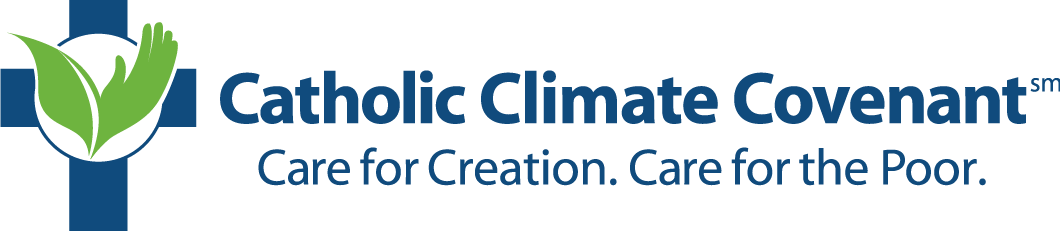 Catholic Climate Covenant℠
Care for Creation. Care for the Poor.